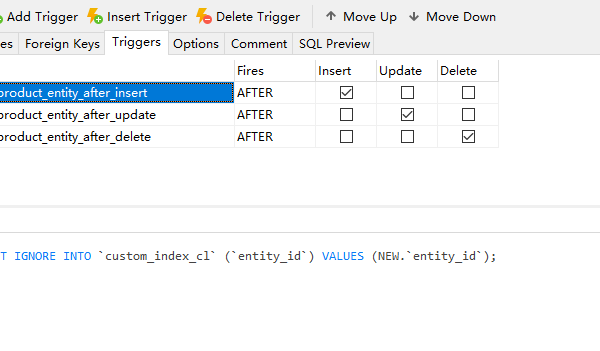 Add Trigger Insert Trigger Delete Trigger Move Up Move Down
Foreign Keys Triggers Options Comment SQL Preview
Fires Insert Update Delete
product_entity_after_insert AFTER
product_entity_after_update AFTER
product_entity_after_delete AFTER
T IGNORE INTO `custom_index_cl` (`entity_id`) VALUES (NEW.`entity_id`);